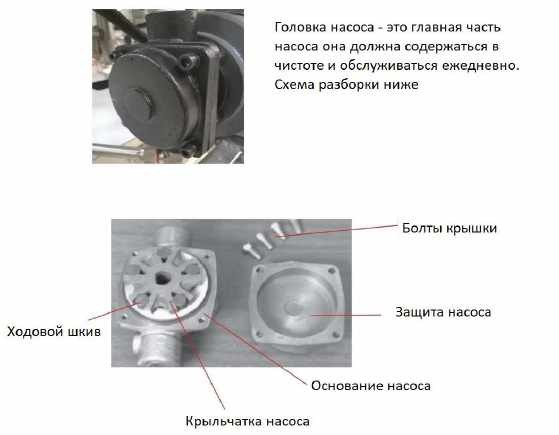 Головка насоса - это главная часть
насоса она должна содержаться в
чистоте и обслуживаться ежедневно.
Схема разборки ниже
Болты крышки
Защита насоса
Ходовой шкив
Основание насоса
Крыльчатка насоса